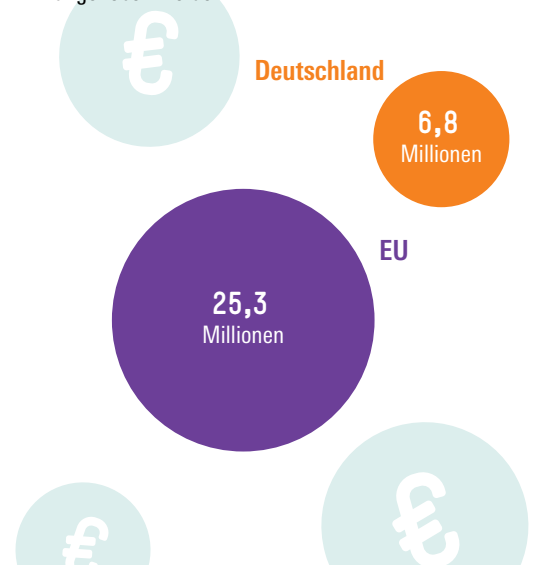 €
Deutschland
6,8
Millionen
EU
25,3
Millionen
€
€